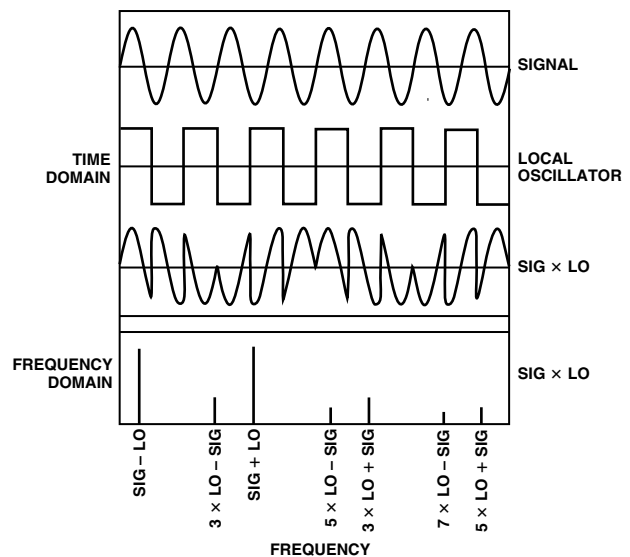 SIGNAL
TIME
DOMAIN
LOCAL
OSCILLATOR
SIG × LO
FREQUENCY
DOMAIN
SIG × LO
SIG – LO
3 × LO – SIG
SIG + LO
5 × LO – SIG
3 × LO + SIG
7 × LO – SIG
5 × LO + SIG
FREQUENCY